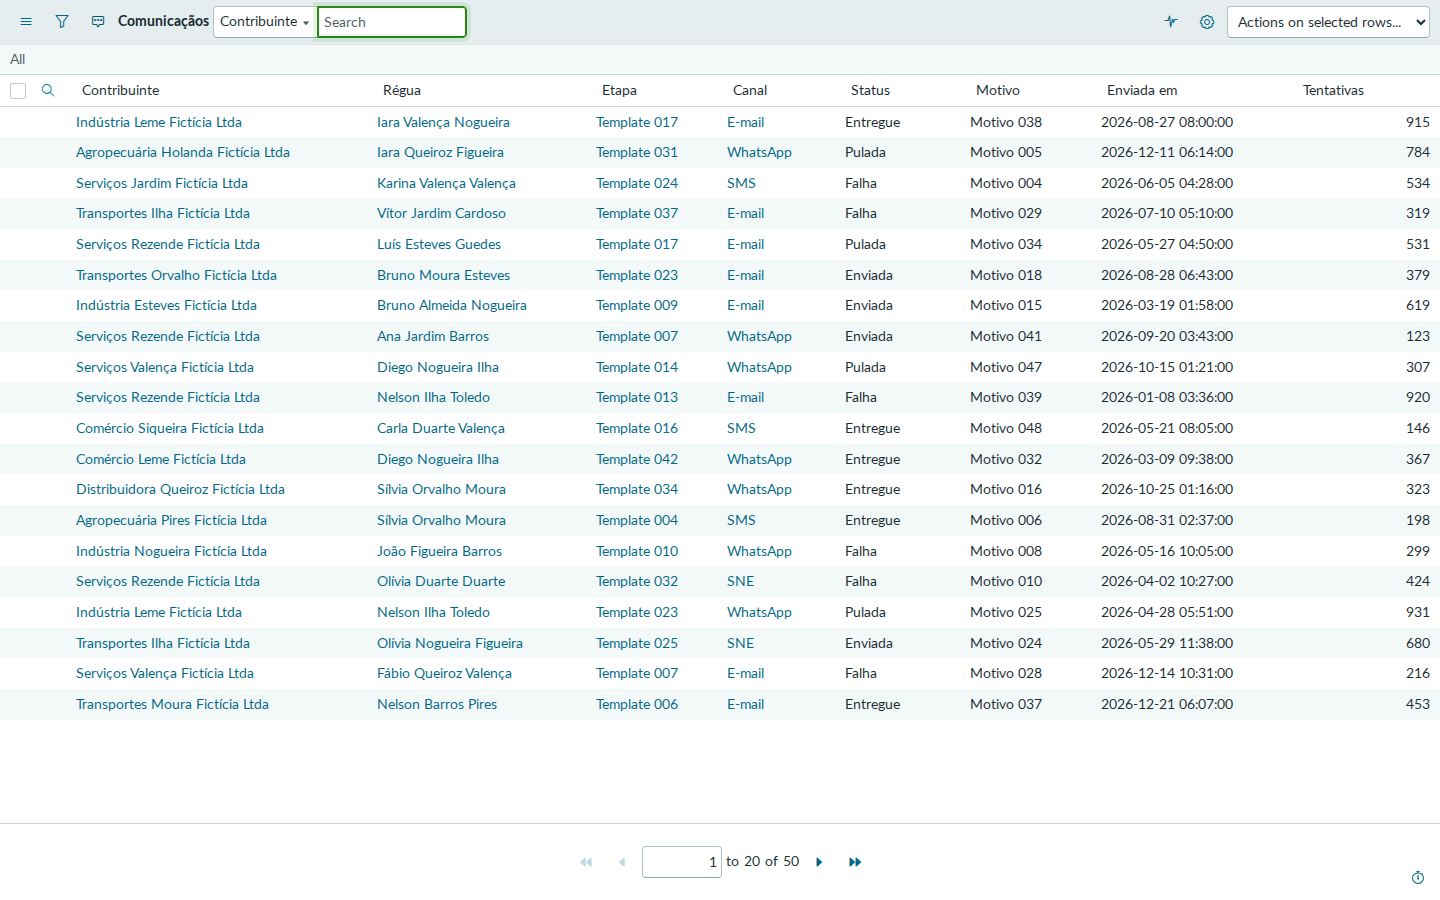 Comunicaçãos Contribuinte Search Actions on selected rows...
All
Contribuinte Régua Etapa Canal Status Motivo Enviada em Tentativas
Indústria Leme Fictícia Ltda Iara Valença Nogueira Template 017 E-mail Entregue Motivo 038 2026-08-27 08:00:00 915
Agropecuária Holanda Fictícia Ltda Iara Queiroz Figueira Template 031 WhatsApp Pulada Motivo 005 2026-12-11 06:14:00 784
Serviços Jardim Fictícia Ltda Karina Valença Valença Template 024 SMS Falha Motivo 004 2026-06-05 04:28:00 534
Transportes Ilha Fictícia Ltda Vítor Jardim Cardoso Template 037 E-mail Falha Motivo 029 2026-07-10 05:10:00 319
Serviços Rezende Fictícia Ltda Luís Esteves Guedes Template 017 E-mail Pulada Motivo 034 2026-05-27 04:50:00 531
Transportes Orvalho Fictícia Ltda Bruno Moura Esteves Template 023 E-mail Enviada Motivo 018 2026-08-28 06:43:00 379
Indústria Esteves Fictícia Ltda Bruno Almeida Nogueira Template 009 E-mail Enviada Motivo 015 2026-03-19 01:58:00 619
Serviços Rezende Fictícia Ltda Ana Jardim Barros Template 007 WhatsApp Enviada Motivo 041 2026-09-20 03:43:00 123
Serviços Valença Fictícia Ltda Diego Nogueira Ilha Template 014 WhatsApp Pulada Motivo 047 2026-10-15 01:21:00 307
Serviços Rezende Fictícia Ltda Nelson Ilha Toledo Template 013 E-mail Falha Motivo 039 2026-01-08 03:36:00 920
Comércio Siqueira Fictícia Ltda Carla Duarte Valença Template 016 SMS Entregue Motivo 048 2026-05-21 08:05:00 146
Comércio Leme Fictícia Ltda Diego Nogueira Ilha Template 042 WhatsApp Entregue Motivo 032 2026-03-09 09:38:00 367
Distribuidora Queiroz Fictícia Ltda Sílvia Orvalho Moura Template 034 WhatsApp Entregue Motivo 016 2026-10-25 01:16:00 323
Agropecuária Pires Fictícia Ltda Sílvia Orvalho Moura Template 004 SMS Entregue Motivo 006 2026-08-31 02:37:00 198
Indústria Nogueira Fictícia Ltda João Figueira Barros Template 010 WhatsApp Falha Motivo 008 2026-05-16 10:05:00 299
Serviços Rezende Fictícia Ltda Olívia Duarte Duarte Template 032 SNE Falha Motivo 010 2026-04-02 10:27:00 424
Indústria Leme Fictícia Ltda Nelson Ilha Toledo Template 023 WhatsApp Pulada Motivo 025 2026-04-28 05:51:00 931
Transportes Ilha Fictícia Ltda Olívia Nogueira Figueira Template 025 SNE Enviada Motivo 024 2026-05-29 11:38:00 680
Serviços Valença Fictícia Ltda Fábio Queiroz Valença Template 007 E-mail Falha Motivo 028 2026-12-14 10:31:00 216
Transportes Moura Fictícia Ltda Nelson Barros Pires Template 006 E-mail Entregue Motivo 037 2026-12-21 06:07:00 453
1 to 20 of 50